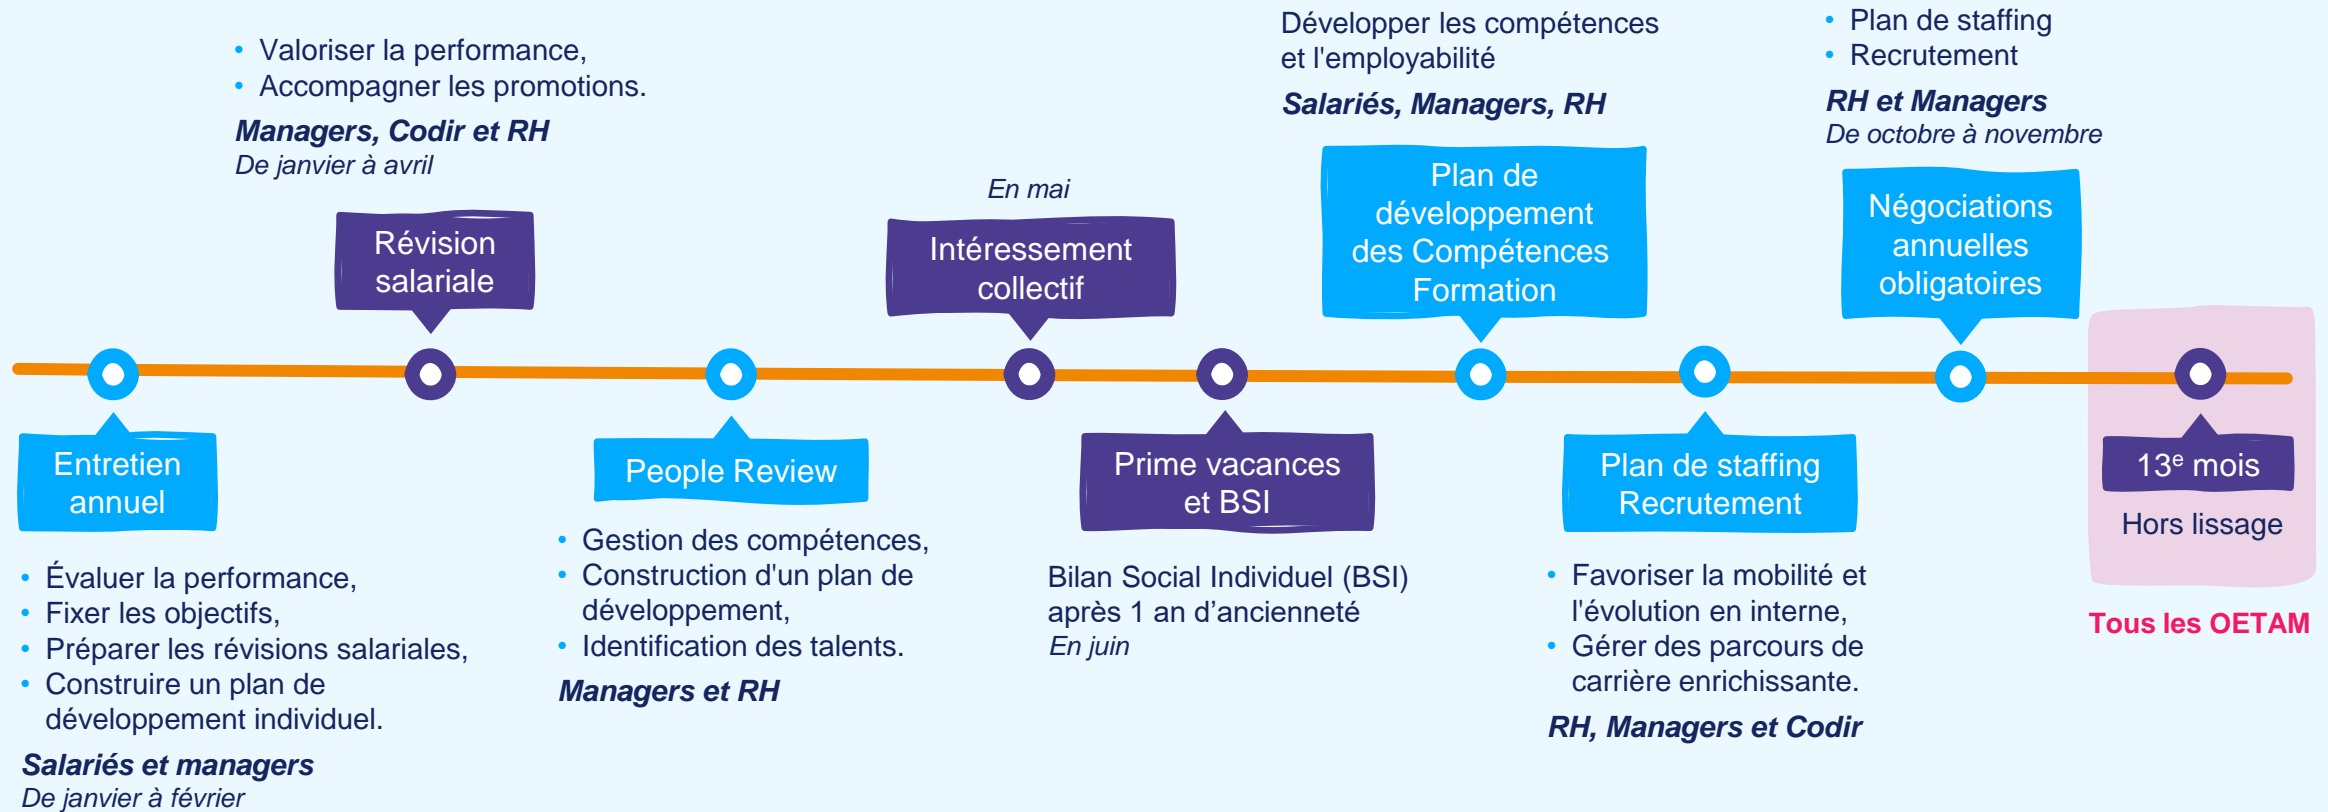 • Valoriser la performance,
• Accompagner les promotions.
Managers, Codir et RH
De janvier à avril
Révision
salariale
En mai
Intéressement
collectif
Développer les compétences
et l'employabilité
Salariés, Managers, RH
Plan de
développement
des Compétences
Formation
• Plan de staffing
• Recrutement
RH et Managers
De octobre à novembre
Négociations
annuelles
obligatoires
Entretien
annuel
• Évaluer la performance,
• Fixer les objectifs,
• Préparer les révisions salariales,
• Construire un plan de
développement individuel.
Salariés et managers
De janvier à février
People Review
• Gestion des compétences,
• Construction d'un plan de
développement,
• Identification des talents.
Managers et RH
Prime vacances
et BSI
Bilan Social Individuel (BSI)
après 1 an d’ancienneté
En juin
Plan de staffing
Recrutement
• Favoriser la mobilité et
l'évolution en interne,
• Gérer des parcours de
carrière enrichissante.
RH, Managers et Codir
13ᵉ mois
Hors lissage
Tous les OETAM